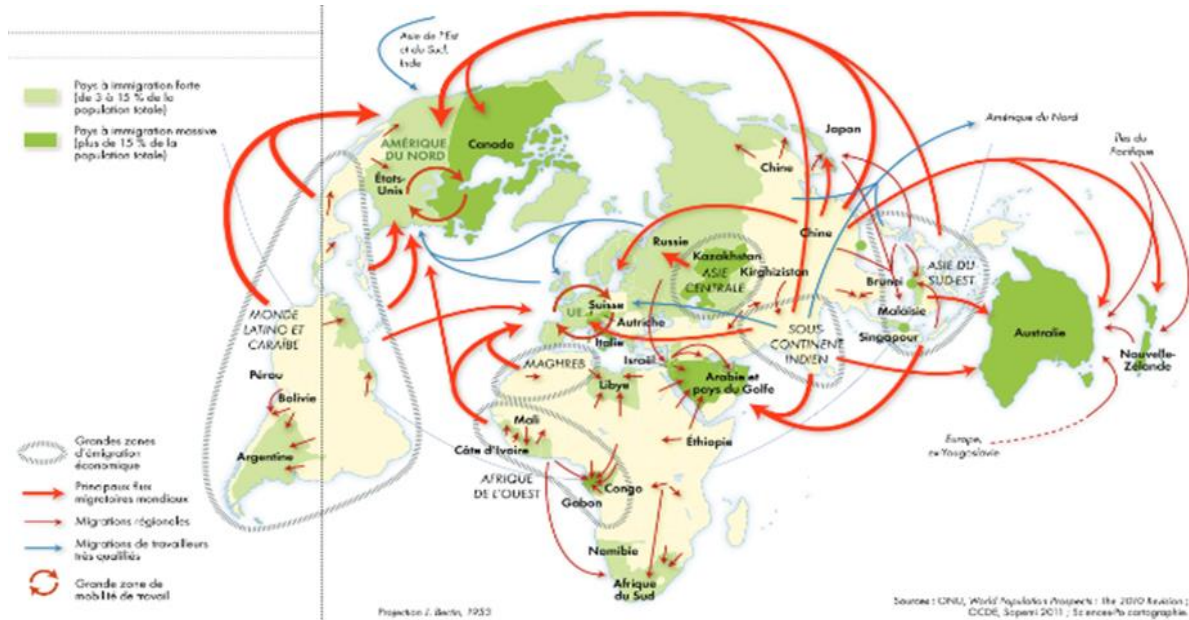 Pays à immigration forte
(de 3 à 15 % de la
population totale)
Pays à immigration massive
(plus de 15 % de la
population totale)
Grandes zones
d'émigration
économique
Principaux flux
migratoires mondiaux
Migrations régionales
Migrations de travailleurs
très qualifiés
Grande zone de
mobilité de travail
Asie de l'Est
et du Sud,
Inde
AMÉRIQUE
DU NORD
Canada
États-
Unis
MONDE
LATINO ET
CARAÏBE
Pérou
Bolivie
Argentine
Russie
Kazakhstan
ASIE
CENTRALE
Kirghizistan
Suisse
UE
Autriche
Italie
Israël
MAGHREB
Libye
Arabie et
pays du Golfe
Mali
Côte d'Ivoire
Éthiopie
AFRIQUE
DE L'OUEST
Congo
Gabon
Namibie
Afrique
du Sud
Japon
Chine
Chine
Amérique du Nord
Îles du
Pacifique
ASIE DU
SUD-EST
Brunei
Malaisie
Singapour
SOUS-
CONTINENT
INDIEN
Australie
Nouvelle-
Zélande
Europe,
ex-Yougoslavie
Projection J. Bertin, 1953
Sources : ONU, World Population Prospects : The 2010 Revision ;
OCDE, Sopemi 2011 ; Sciences-Po cartographie.